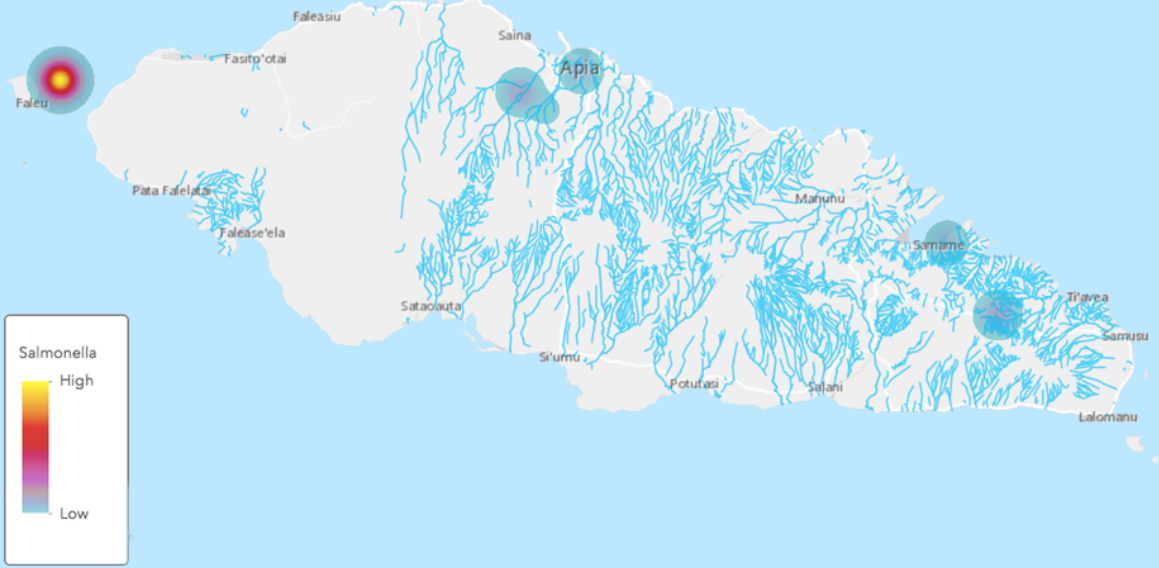 Faleasiu
Saina
Fasito'otai
Apia
Faleu
Pata Falelatai
Manunu
Falease'ela
Samame
Sataoauta
Ti'avea
Samusu
Si'umu
Potutasi
Salani
Lalomanu
Salmonella
High
Low